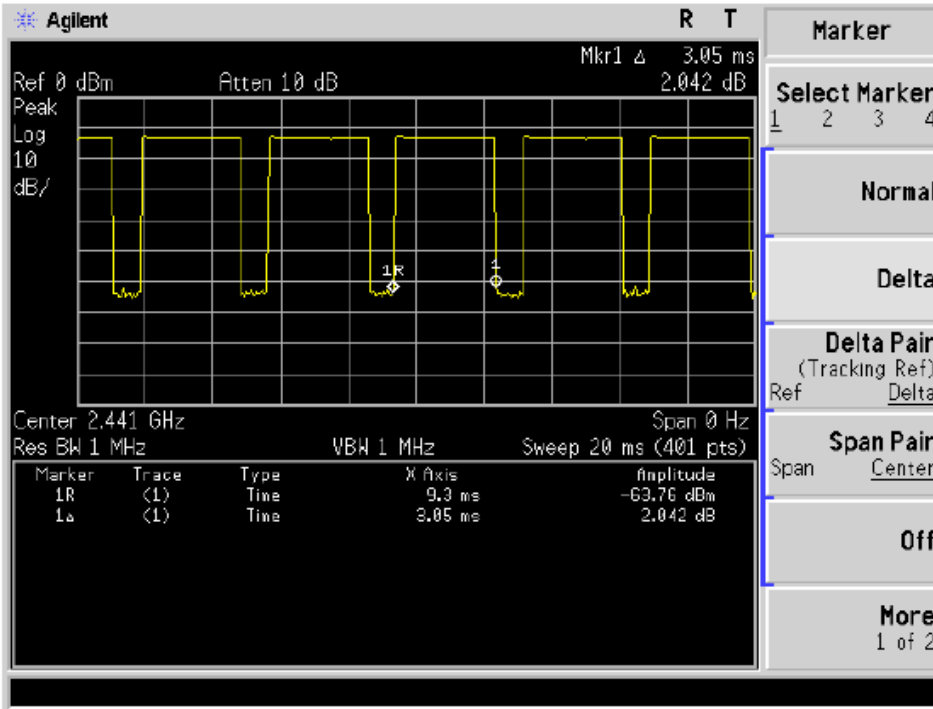 Agilent
R T
Mkr1 Δ 3.05 ms
Ref 0 dBm Atten 10 dB 2.042 dB
Peak
Log
10
dB/
1R
1
Center 2.441 GHz Span 0 Hz
Res BW 1 MHz VBW 1 MHz Sweep 20 ms (401 pts)
Marker Trace Type X Axis Amplitude
1R (1) Time 9.3 ms -63.76 dBm
1Δ (1) Time 3.05 ms 2.042 dB
Marker
Select Marker
1 2 3 4
Normal
Delta
Delta Pair
(Tracking Ref)
Ref Delta
Span Pair
Span Center
Off
More
1 of 2